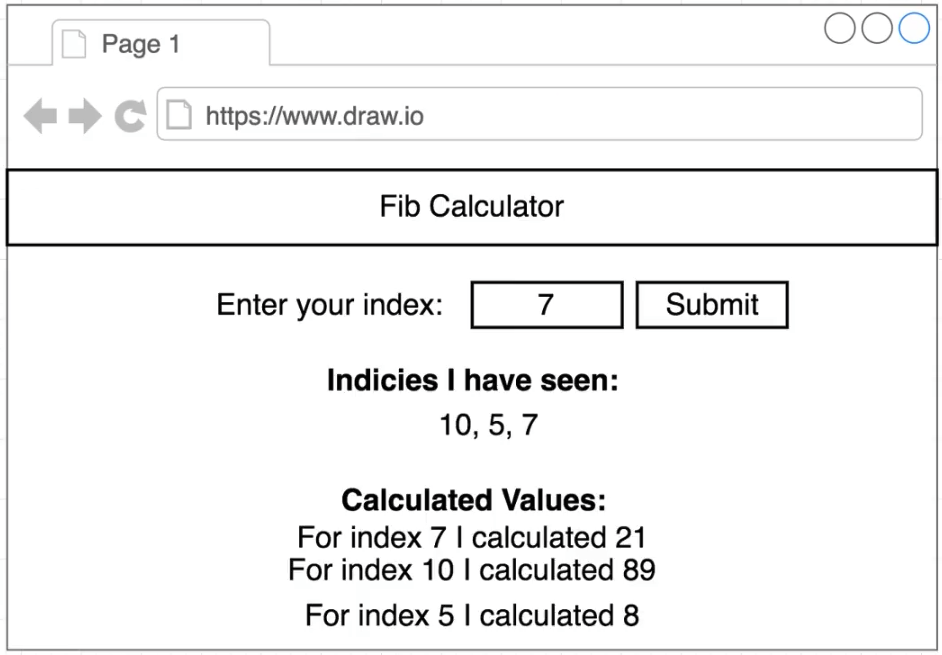 Page 1
https://www.draw.io
Fib Calculator
Enter your index: 7 Submit
Indicies I have seen:
10, 5, 7
Calculated Values:
For index 7 I calculated 21
For index 10 I calculated 89
For index 5 I calculated 8